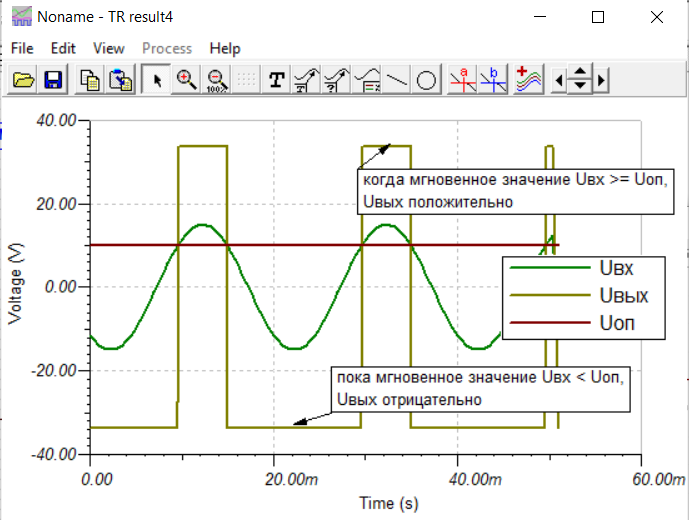 Noname - TR result4
File Edit View Process Help
T
100%
T
?
a
b
40.00
20.00
0.00
-20.00
-40.00
Voltage (V)
когда мгновенное значение Uвх >= Uоп,
Uвых положительно
Uвх
Uвых
Uоп
пока мгновенное значение Uвх < Uоп,
Uвых отрицательно
0.00 20.00m 40.00m 60.00m
Time (s)